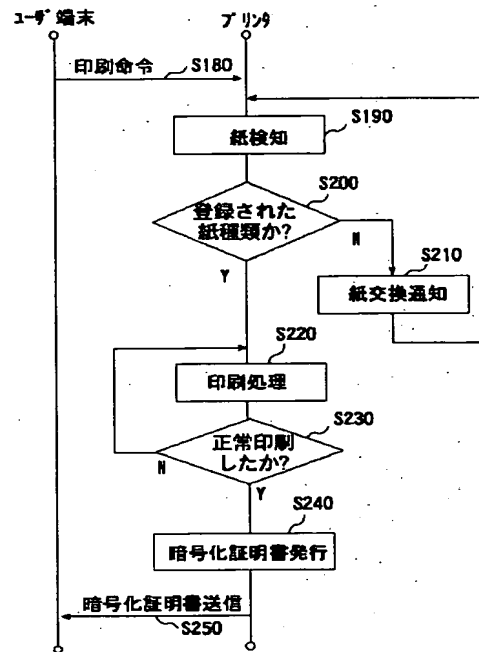 ユーザ端末
プリンタ
印刷命令
S180
S190
紙検知
S200
登録された
紙種類か?
N
Y
S210
紙交換通知
S220
印刷処理
S230
正常印刷
したか?
N
Y
S240
暗号化証明書発行
暗号化証明書送信
S250